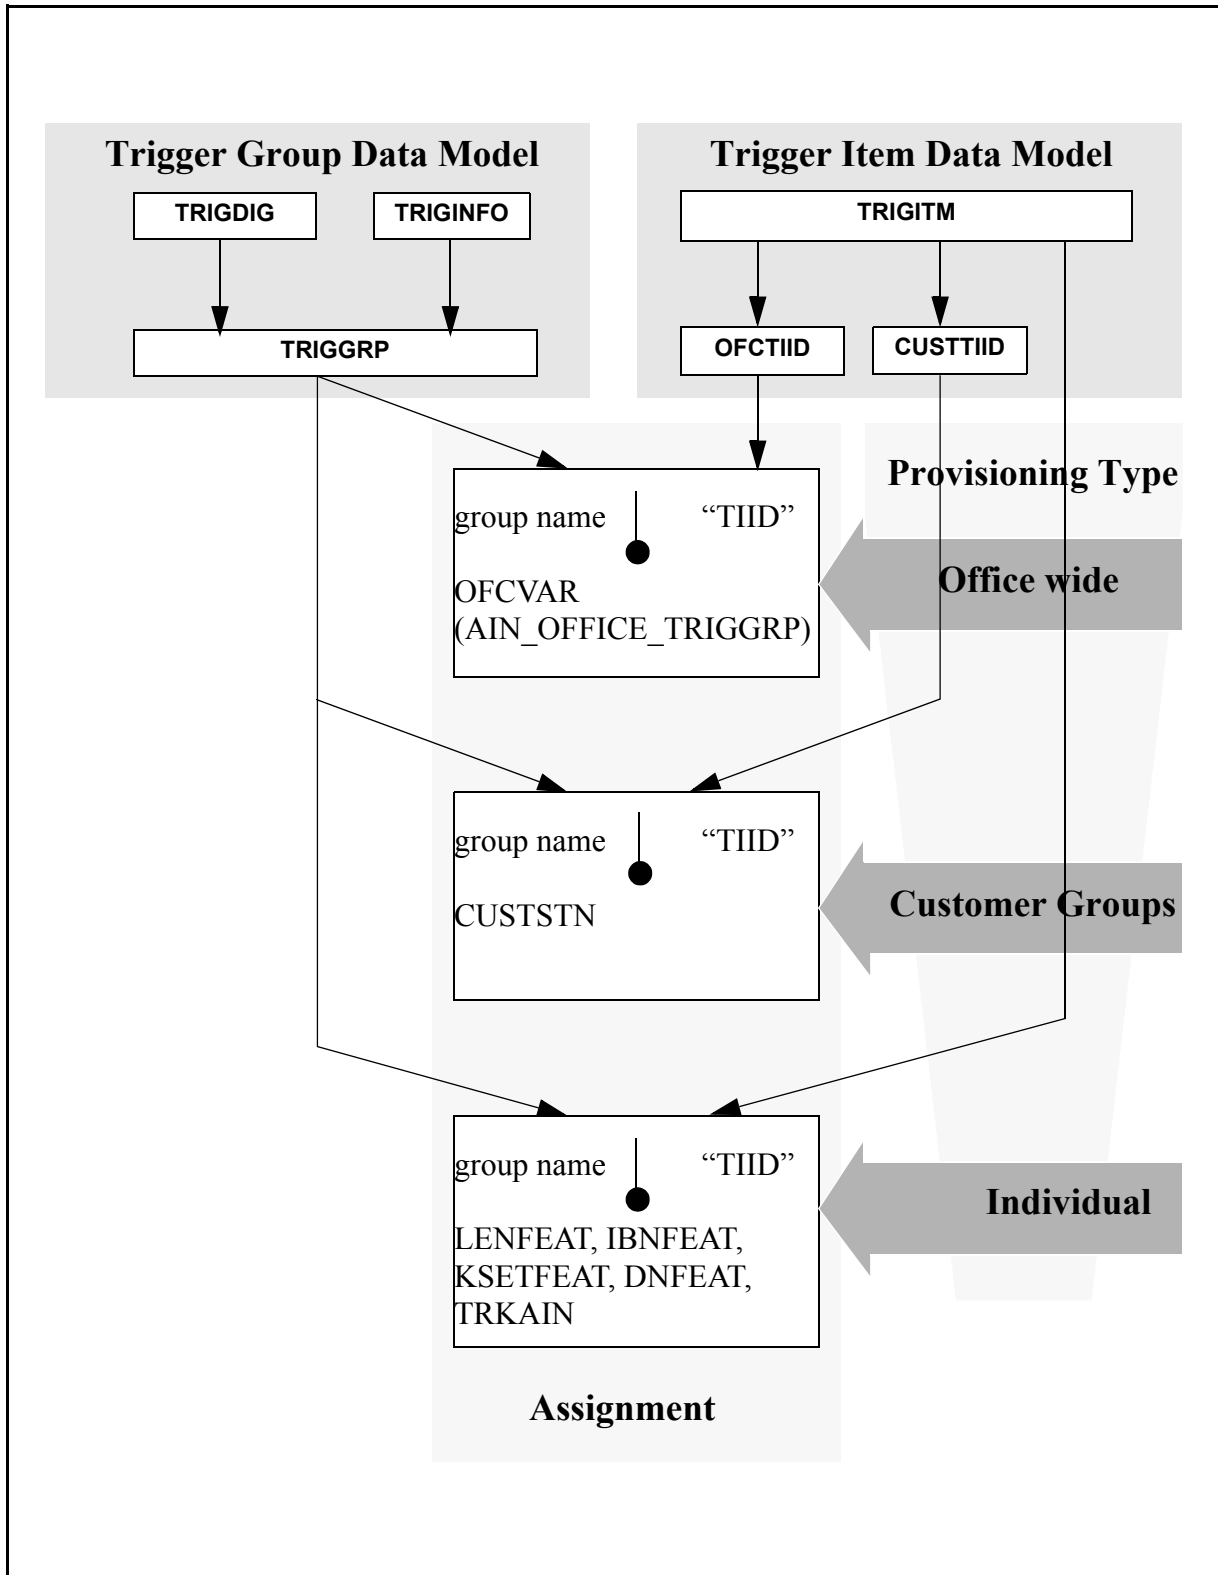 Trigger Group Data Model
TRIGDIG
TRIGINFO
TRIGGRP
Trigger Item Data Model
TRIGITM
OFCTIID
CUSTTIID
Provisioning Type
group name “TIID”
OFCVAR
(AIN_OFFICE_TRIGGRP)
Office wide
group name “TIID”
CUSTSTN
Customer Groups
group name “TIID”
LENFEAT, IBNFEAT,
KSETFEAT, DNFEAT,
TRKAIN
Individual
Assignment